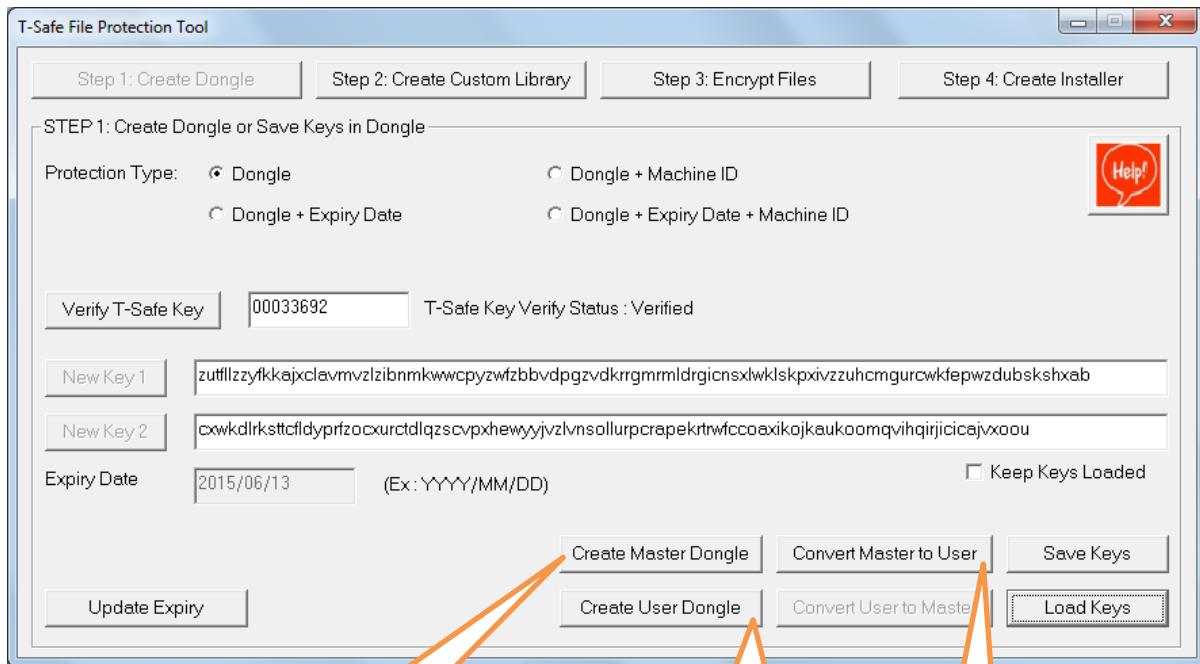 T-Safe File Protection Tool
Step 1: Create Dongle Step 2: Create Custom Library Step 3: Encrypt Files Step 4: Create Installer
STEP 1: Create Dongle or Save Keys in Dongle
Protection Type: Dongle Dongle + Machine ID
Help!
Dongle + Expiry Date Dongle + Expiry Date + Machine ID
Verify T-Safe Key 00033692 T-Safe Key Verify Status : Verified
New Key 1 zutfllzzyfkkajxclavmvzlzibnmkwwcpyzwfzbbvdpgzvdkrrgmrmldrgicnsxlwklskpxivzzuhcmgurcwkfepwzdubskshxab
New Key 2 cxwkdlrksttcfldyprfzocxurctdlqzscvpxhewyyjvzlvnsollurpcrapekrtrwfccoaxikojkaukoomqvihqirjicicajvxoou
Expiry Date 2015/06/13 (Ex : YYYY/MM/DD) Keep Keys Loaded
Create Master Dongle Convert Master to User Save Keys
Update Expiry Create User Dongle Convert User to Master Load Keys